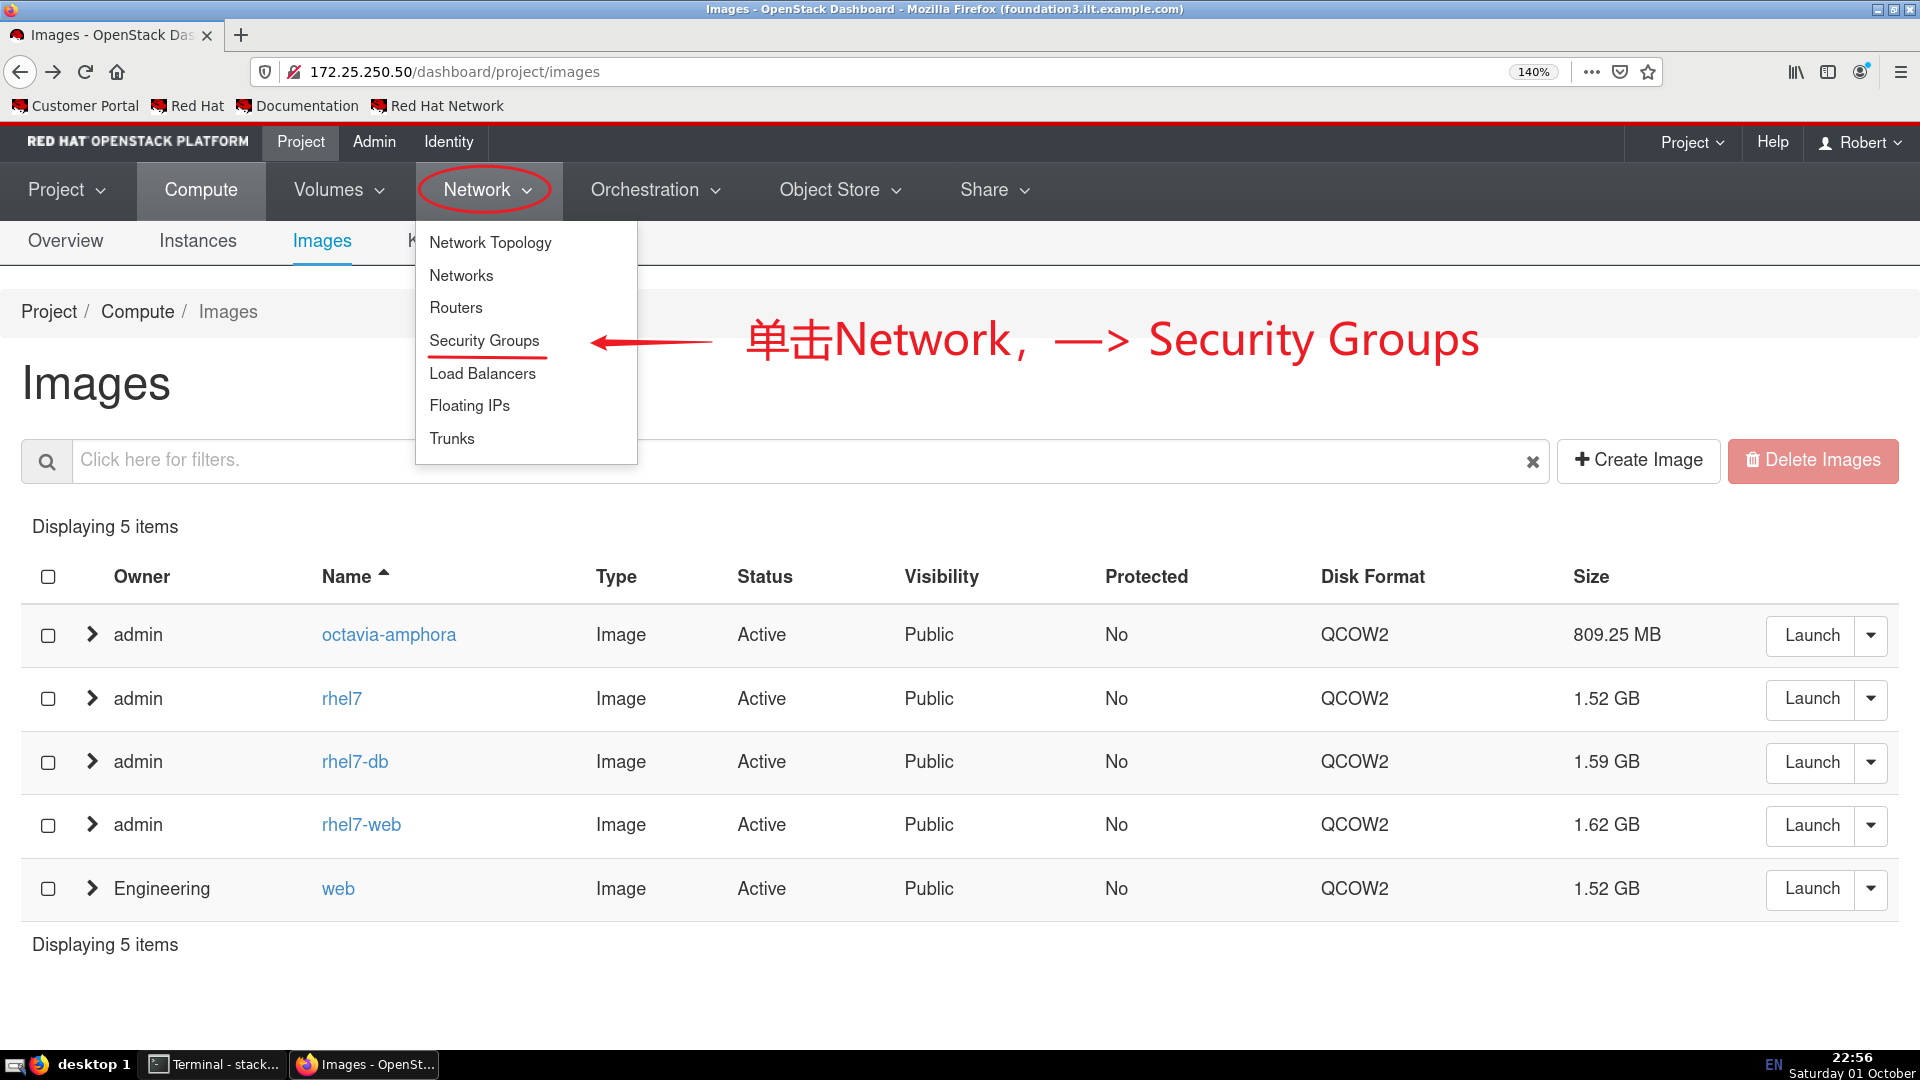 Images - OpenStack Dashboard - Mozilla Firefox (foundation3.ilt.example.com)
Images - OpenStack Das
172.25.250.50/dashboard/project/images
140%
Customer Portal Red Hat Documentation Red Hat Network
RED HAT OPENSTACK PLATFORM Project Admin Identity Project Help Robert
Project Compute Volumes Network Orchestration Object Store Share
Overview Instances Images K
Network Topology
Networks
Routers
Security Groups
Load Balancers
Floating IPs
Trunks
Project / Compute / Images
单击Network，—> Security Groups
Images
Click here for filters.
Create Image
Delete Images
Displaying 5 items
Owner Name Type Status Visibility Protected Disk Format Size
admin octavia-amphora Image Active Public No QCOW2 809.25 MB Launch
admin rhel7 Image Active Public No QCOW2 1.52 GB Launch
admin rhel7-db Image Active Public No QCOW2 1.59 GB Launch
admin rhel7-web Image Active Public No QCOW2 1.62 GB Launch
Engineering web Image Active Public No QCOW2 1.52 GB Launch
Displaying 5 items
desktop 1 Terminal - stack... Images - OpenSt... EN 22:56
Saturday 01 October